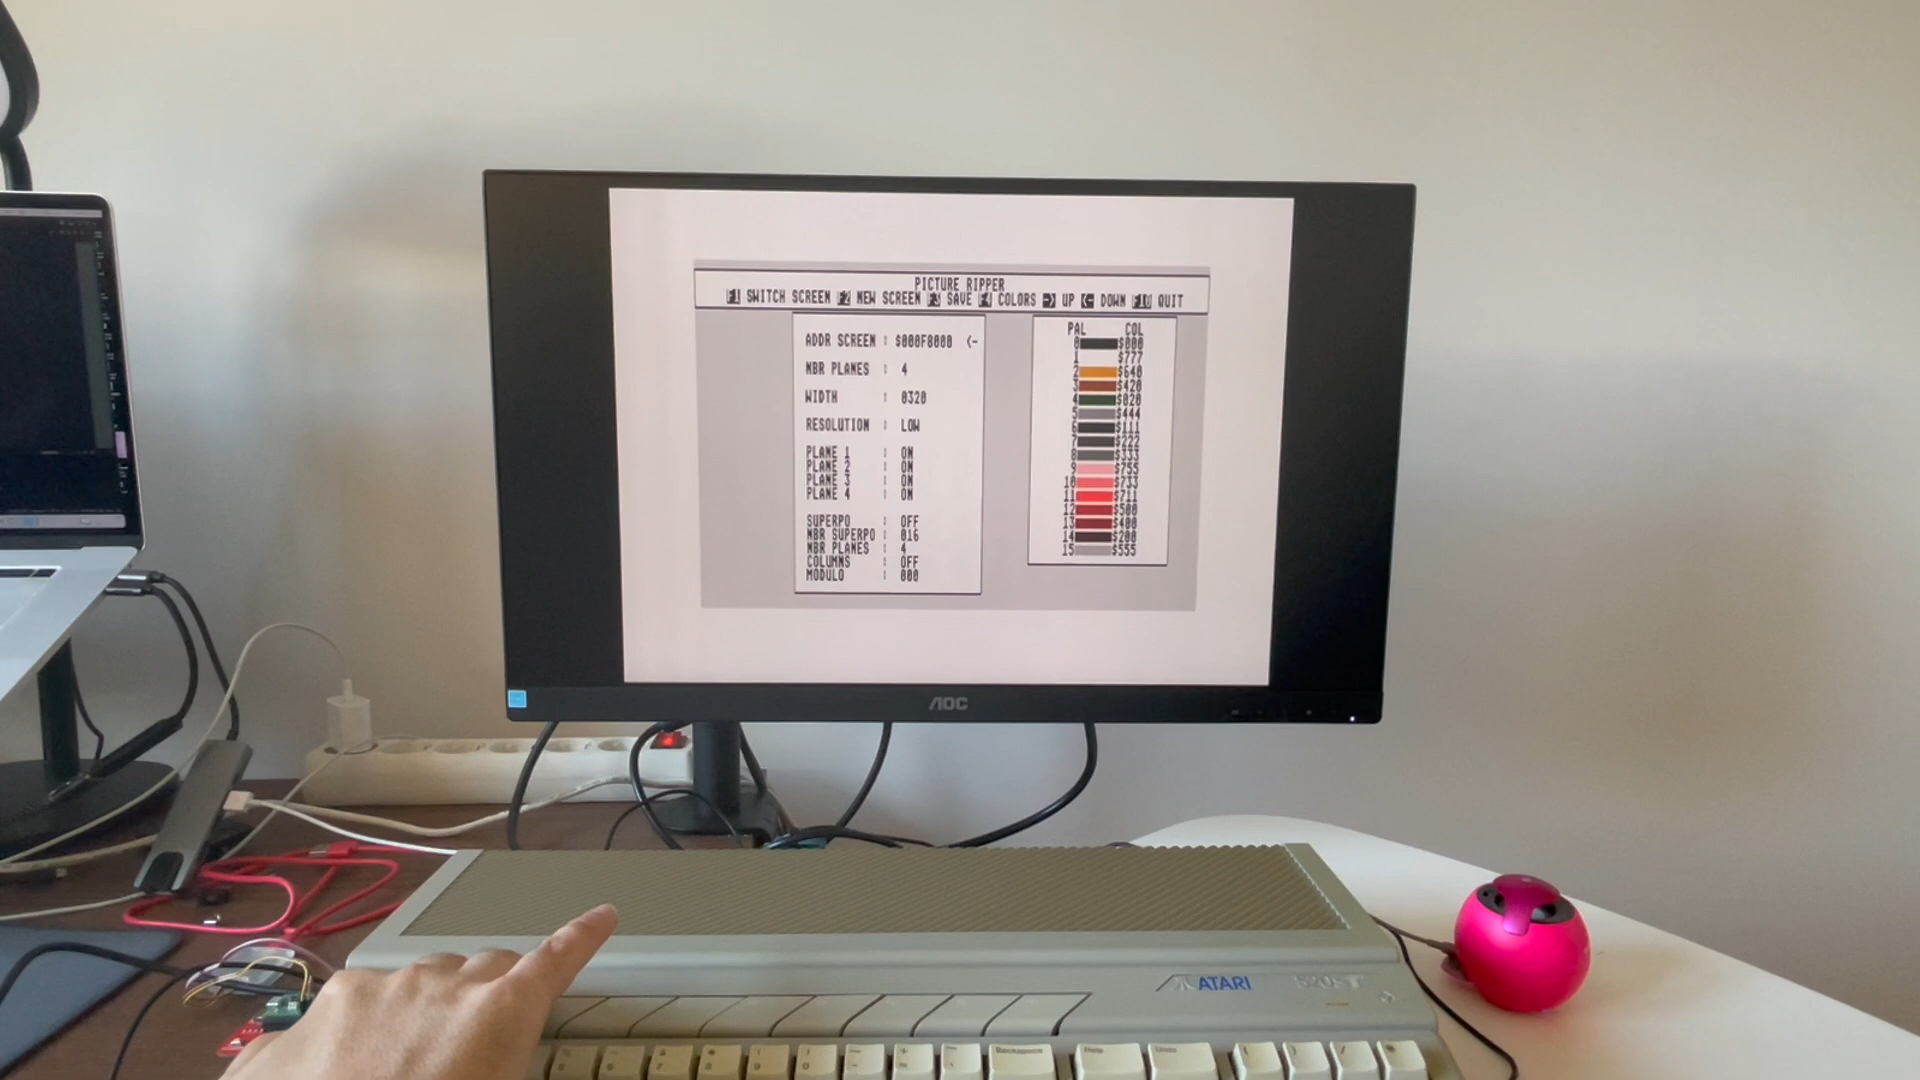 PICTURE RIPPER
F1 SWITCH SCREEN F2 NEW SCREEN F3 SAVE F4 COLORS -> UP <- DOWN F10 QUIT
ADDR SCREEN : $000F8000 <-
NBR PLANES : 4
WIDTH : 0320
RESOLUTION : LOW
PLANE 1 : ON
PLANE 2 : ON
PLANE 3 : ON
PLANE 4 : ON
SUPERPO : OFF
NBR SUPERPO : 016
NBR PLANES : 4
COLUMNS : OFF
MODULO : 000
PAL COL
0 $000
1 $777
2 $640
3 $420
4 $020
5 $444
6 $111
7 $222
8 $333
9 $755
10 $733
11 $711
12 $500
13 $400
14 $200
15 $555
AOC
ATARI 520ST
Backspace Help Undo ( ) / *